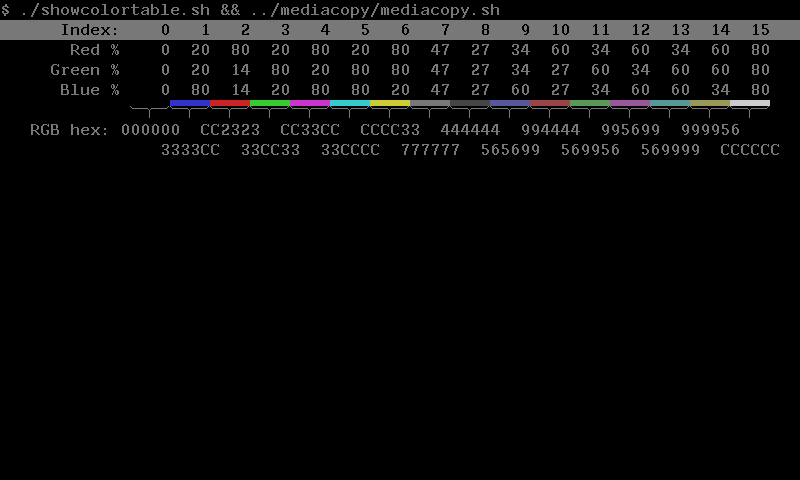 $ ./showcolortable.sh && ../mediacopy/mediacopy.sh
Index: 0 1 2 3 4 5 6 7 8 9 10 11 12 13 14 15
Red % 0 20 80 20 80 20 80 47 27 34 60 34 60 34 60 80
Green % 0 20 14 80 20 80 80 47 27 34 27 60 34 60 60 80
Blue % 0 80 14 20 80 80 20 47 27 60 27 34 60 60 34 80
RGB hex: 000000 CC2323 CC33CC CCCC33 444444 994444 995699 999956
3333CC 33CC33 33CCCC 777777 565699 569956 569999 CCCCCC